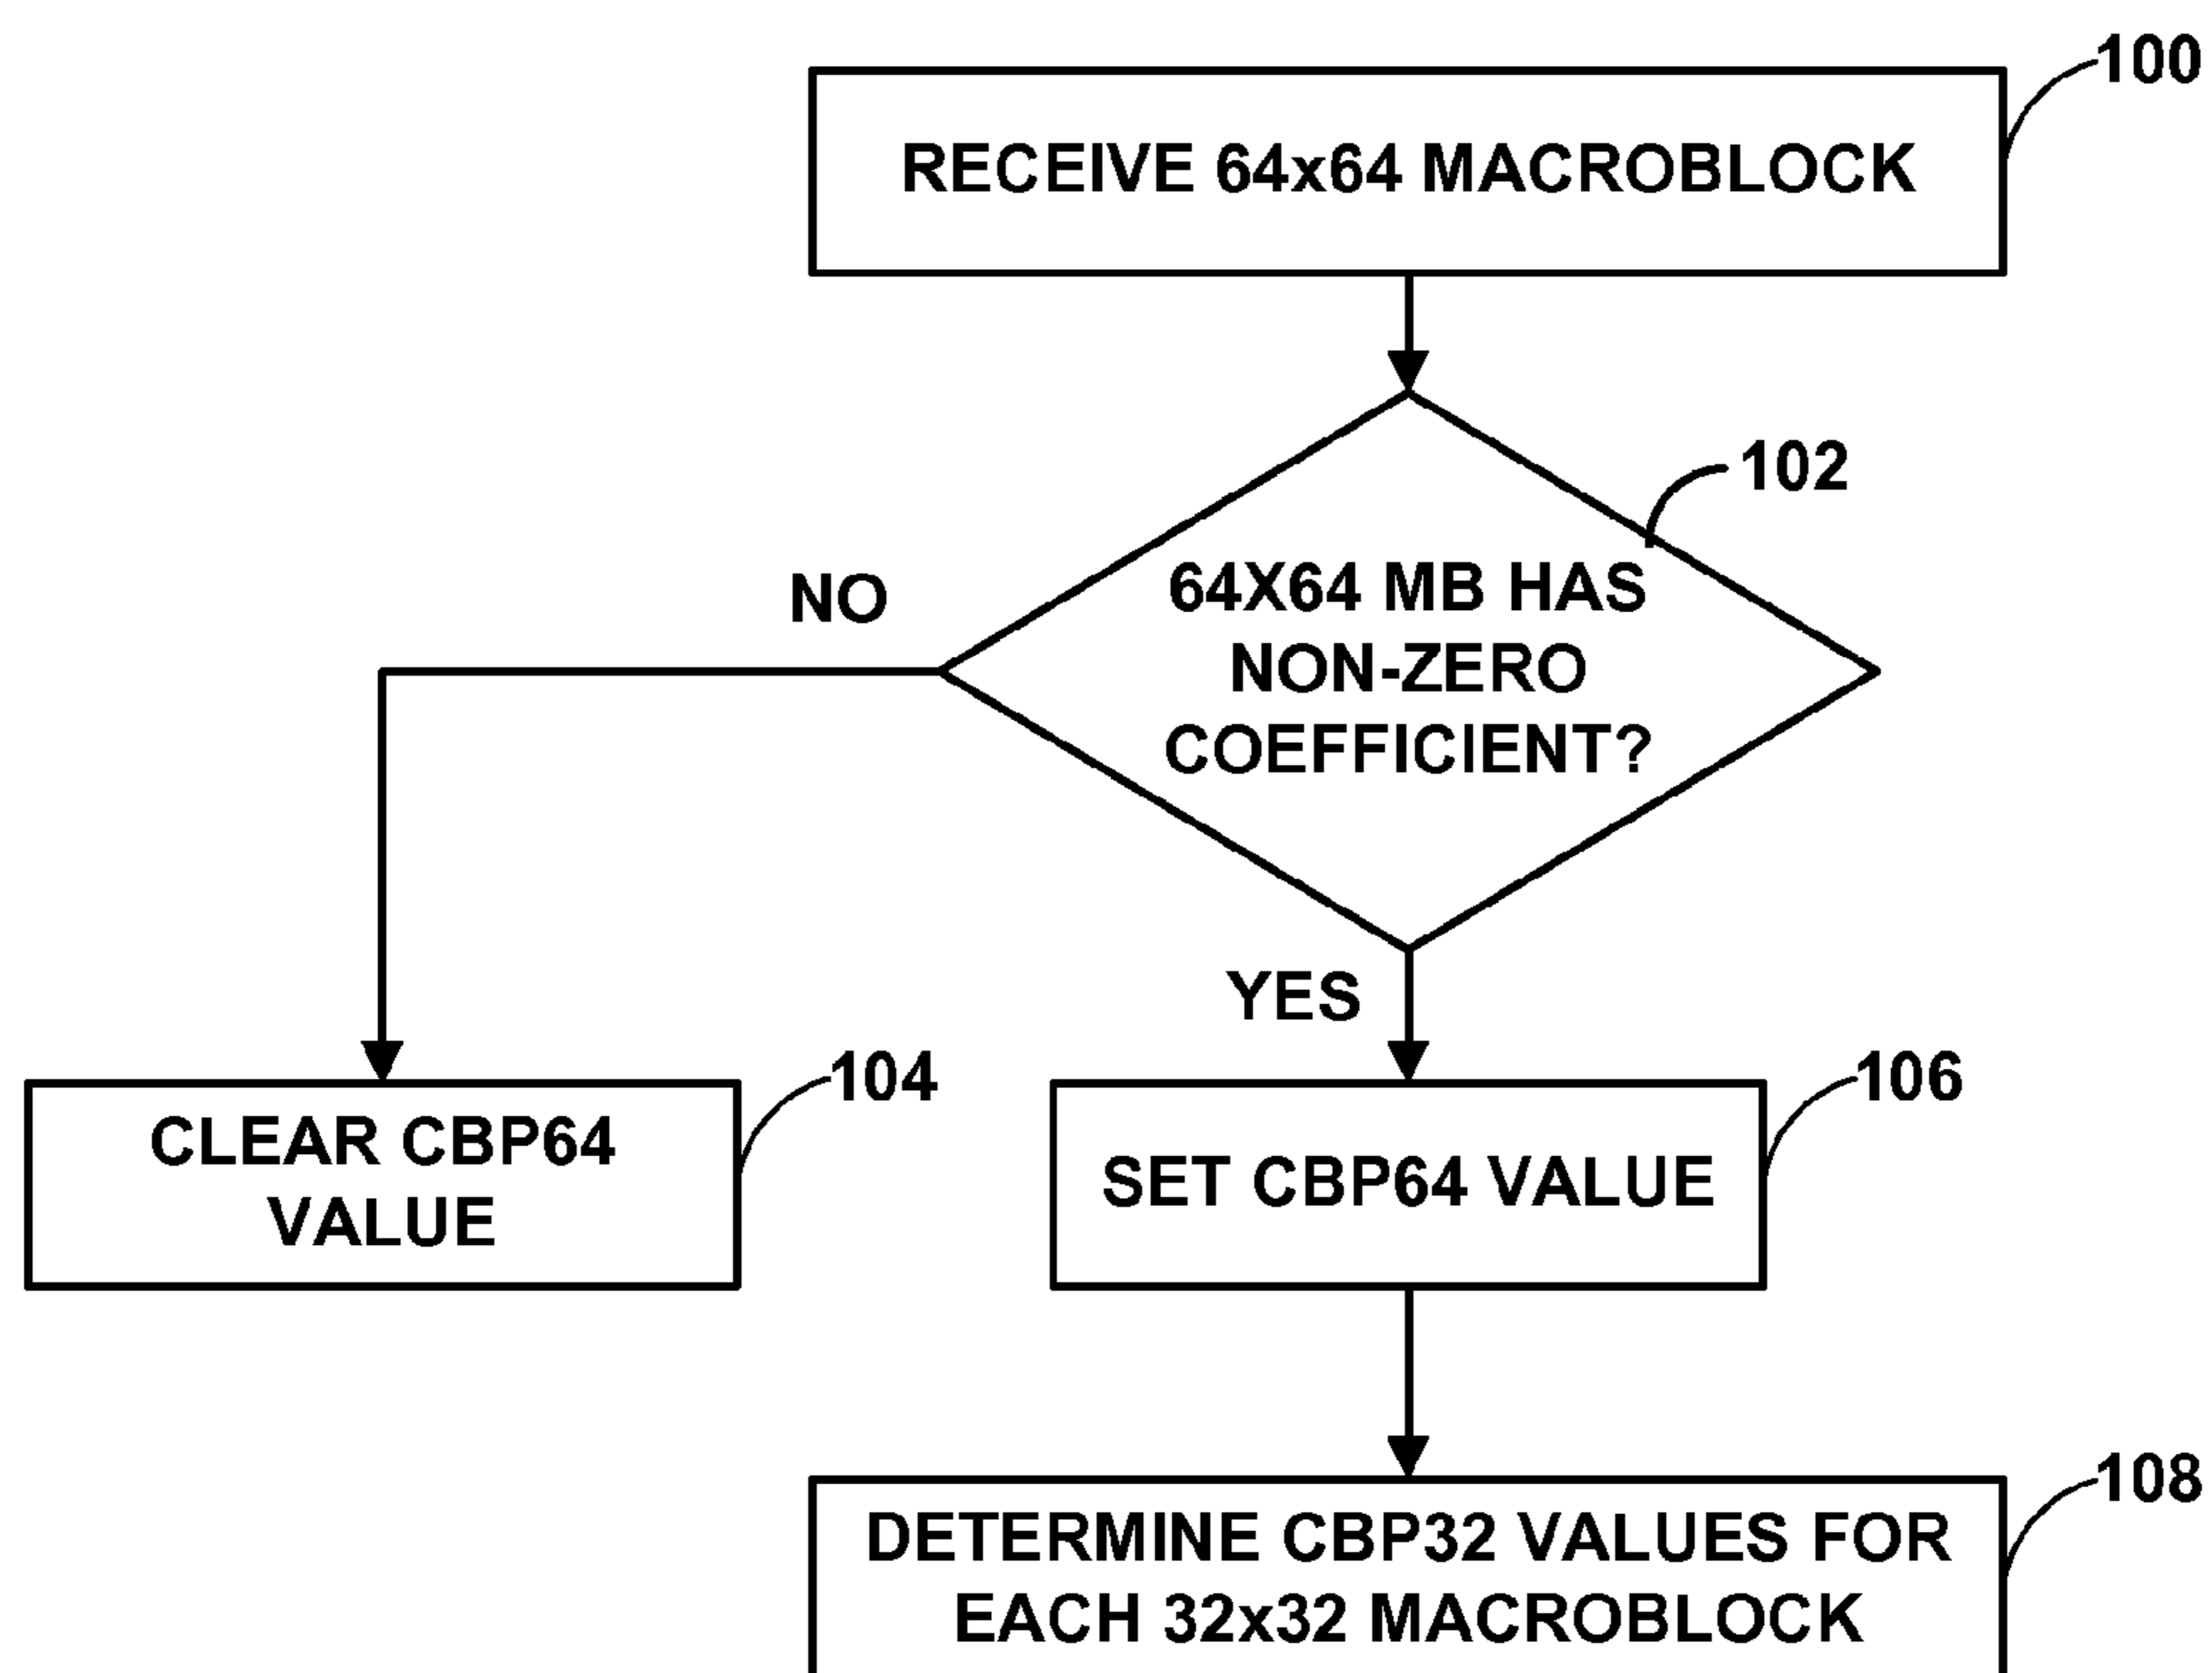 100
RECEIVE 64x64 MACROBLOCK
102
64X64 MB HAS
NON-ZERO
COEFFICIENT?
NO
YES
104
CLEAR CBP64
VALUE
106
SET CBP64 VALUE
108
DETERMINE CBP32 VALUES FOR
EACH 32x32 MACROBLOCK